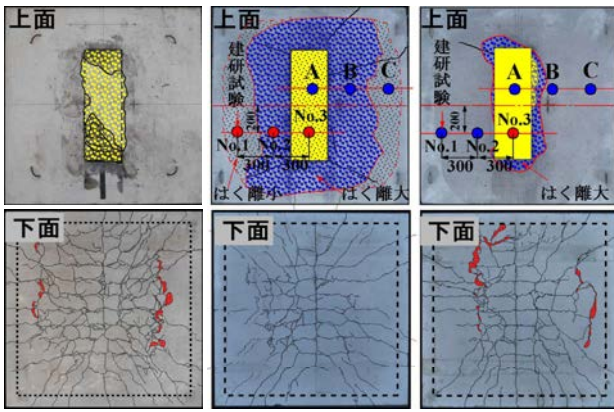 上面
上面
建研試験
A B C
200
No.3
No.1
No.2
300 300
はく離小
はく離大
上面
建研試験
A B C
200
No.3
No.1
No.2
300 300
はく離大
下面
下面
下面